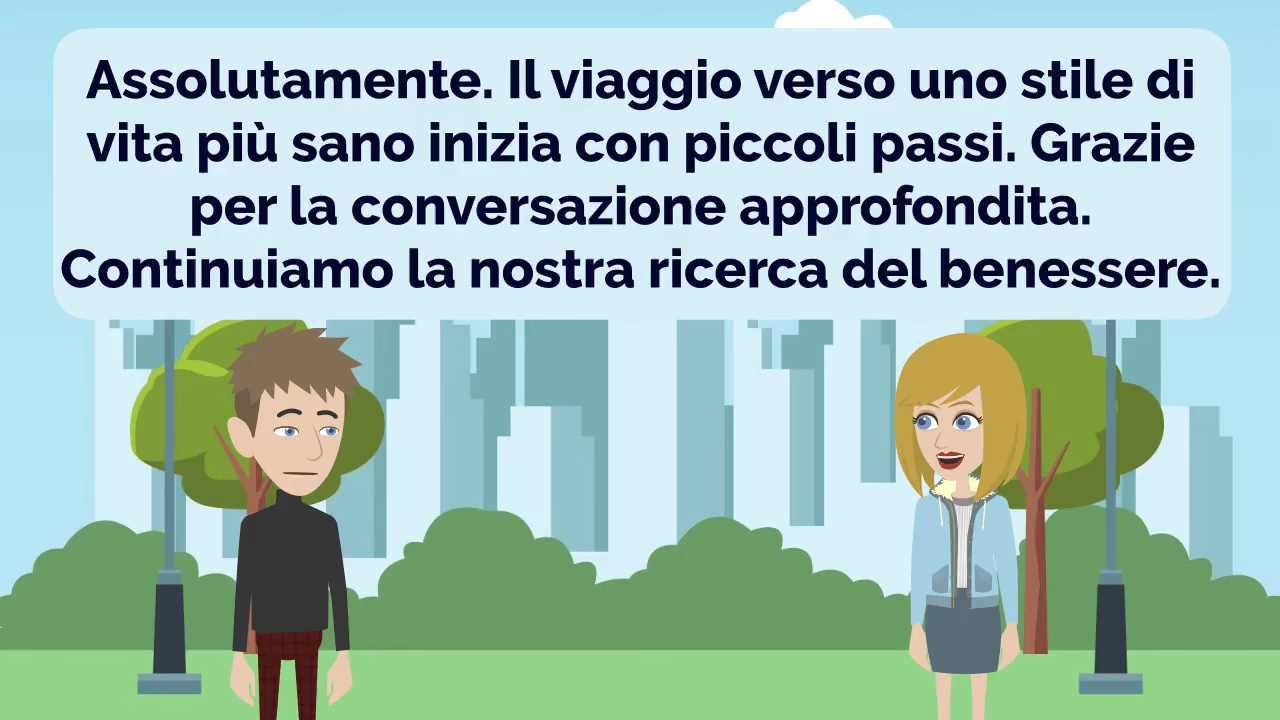 Assolutamente. Il viaggio verso uno stile di
vita più sano inizia con piccoli passi. Grazie
per la conversazione approfondita.
Continuiamo la nostra ricerca del benessere.